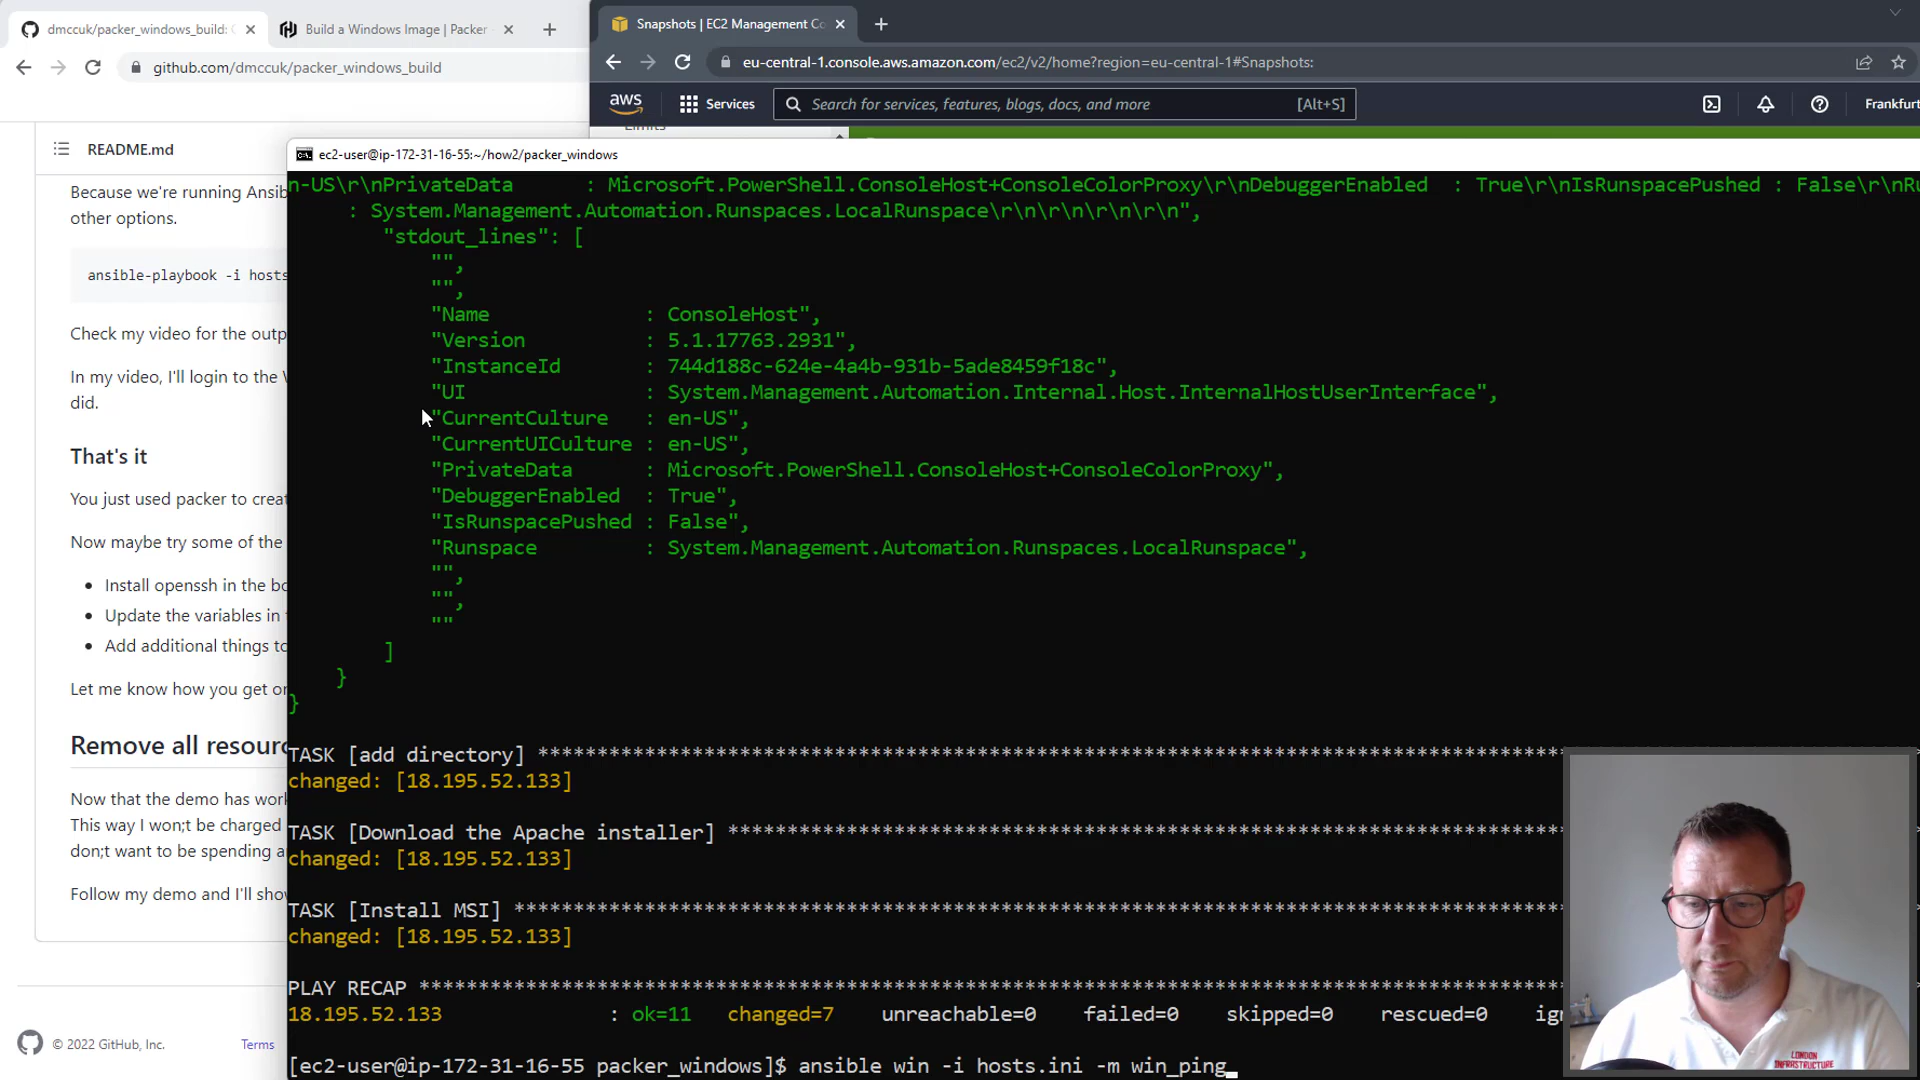 dmccuk/packer_windows_build: 
Build a Windows Image | Packer
github.com/dmccuk/packer_windows_build
Snapshots | EC2 Management Co
eu-central-1.console.aws.amazon.com/ec2/v2/home?region=eu-central-1#Snapshots:
aws
Services
Search for services, features, blogs, docs, and more
[Alt+S]
Frankfurt
Limits
README.md
Because we're running Ansib
other options.
ansible-playbook -i hosts
Check my video for the outp
In my video, I'll login to the
did.
That's it
You just used packer to creat
Now maybe try some of the
Install openssh in the bo
Update the variables in
Add additional things to
Let me know how you get on
Remove all resourc
Now that the demo has work
This way I won;t be charged
don;t want to be spending a
Follow my demo and I'll sho
© 2022 GitHub, Inc.
Terms
ec2-user@ip-172-31-16-55:~/how2/packer_windows
n-US\r\nPrivateData      : Microsoft.PowerShell.ConsoleHost+ConsoleColorProxy\r\nDebuggerEnabled  : True\r\nIsRunspacePushed : False\r\nRu
: System.Management.Automation.Runspaces.LocalRunspace\r\n\r\n\r\n\r\n",
"stdout_lines": [
"",
"",
"Name             : ConsoleHost",
"Version          : 5.1.17763.2931",
"InstanceId       : 744d188c-624e-4a4b-931b-5ade8459f18c",
"UI               : System.Management.Automation.Internal.Host.InternalHostUserInterface",
"CurrentCulture   : en-US",
"CurrentUICulture : en-US",
"PrivateData      : Microsoft.PowerShell.ConsoleHost+ConsoleColorProxy",
"DebuggerEnabled  : True",
"IsRunspacePushed : False",
"Runspace         : System.Management.Automation.Runspaces.LocalRunspace",
"",
"",
""
]
}
}
TASK [add directory] **************************************************************************************
changed: [18.195.52.133]
TASK [Download the Apache installer] **********************************************************************
changed: [18.195.52.133]
TASK [Install MSI] ****************************************************************************************
changed: [18.195.52.133]
PLAY RECAP ************************************************************************************************
18.195.52.133              : ok=11   changed=7    unreachable=0    failed=0    skipped=0    rescued=0    ign
[ec2-user@ip-172-31-16-55 packer_windows]$ ansible win -i hosts.ini -m win_ping
LONDON
INFRASTRUCTURE